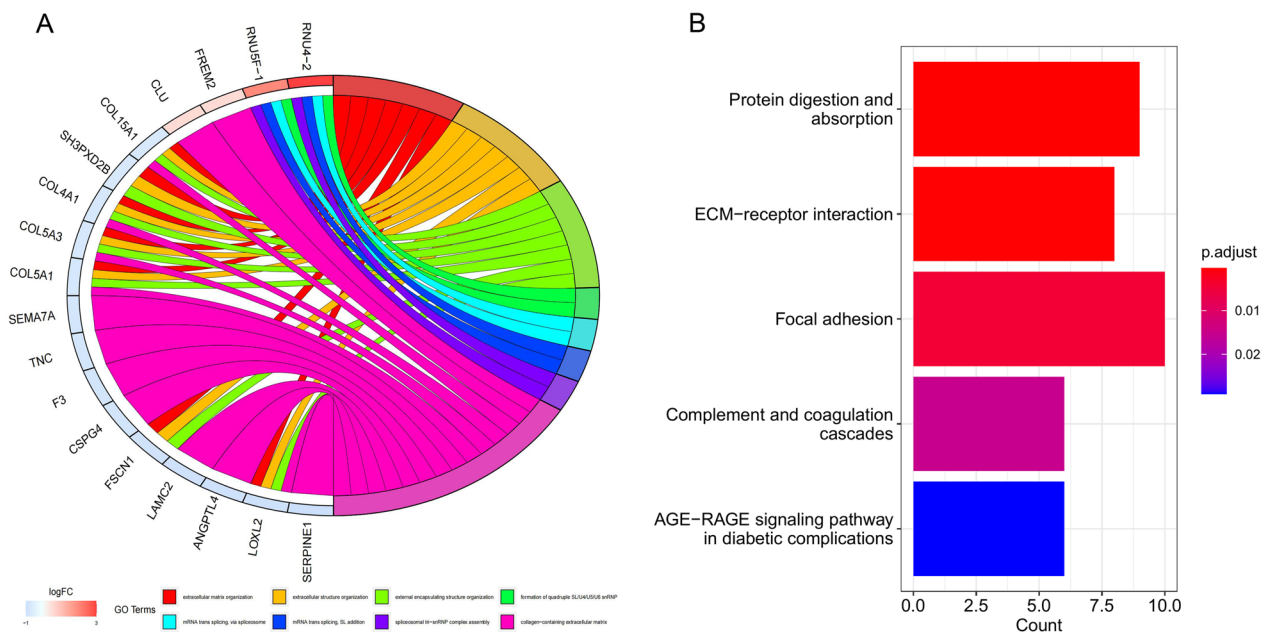 A
RNU4−2
RNU5F−1
FREM2
CLU
COL15A1
SH3PXD2B
COL4A1
COL5A3
COL5A1
SEMA7A
TNC
F3
CSPG4
FSCN1
LAMC2
ANGPTL4
LOXL2
SERPINE1
logFC
−1
3
GO Terms
extracellular matrix organization
extracellular structure organization
external encapsulating structure organization
formation of quadruple SL/U4/U5/U6 snRNP
mRNA trans splicing, via spliceosome
mRNA trans splicing, SL addition
spliceosomal tri−snRNP complex assembly
collagen−containing extracellular matrix
B
Protein digestion and
absorption
ECM−receptor interaction
Focal adhesion
Complement and coagulation
cascades
AGE−RAGE signaling pathway
in diabetic complications
0.0
2.5
5.0
7.5
10.0
Count
p.adjust
0.01
0.02